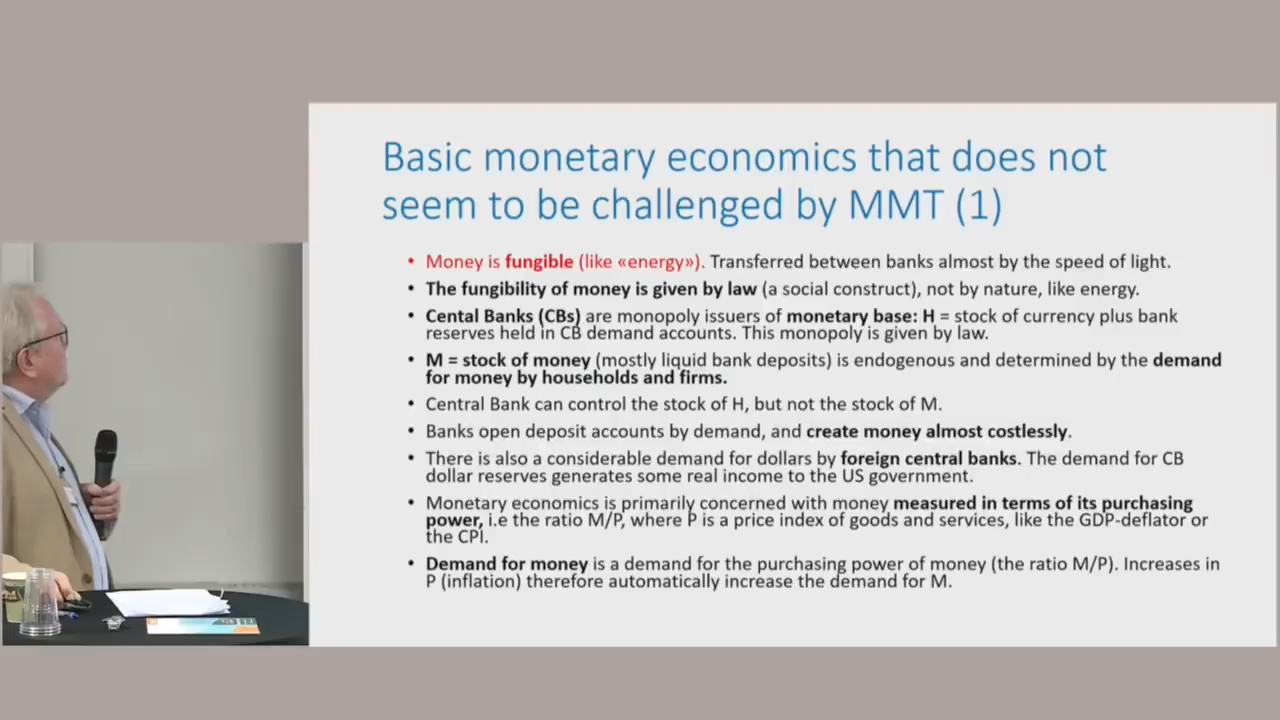 Basic monetary economics that does not
seem to be challenged by MMT (1)
• Money is fungible (like «energy»). Transferred between banks almost by the speed of light.
• The fungibility of money is given by law (a social construct), not by nature, like energy.
• Cental Banks (CBs) are monopoly issuers of monetary base: H = stock of currency plus bank
reserves held in CB demand accounts. This monopoly is given by law.
• M = stock of money (mostly liquid bank deposits) is endogenous and determined by the demand
for money by households and firms.
• Central Bank can control the stock of H, but not the stock of M.
• Banks open deposit accounts by demand, and create money almost costlessly.
• There is also a considerable demand for dollars by foreign central banks. The demand for CB
dollar reserves generates some real income to the US government.
• Monetary economics is primarily concerned with money measured in terms of its purchasing
power, i.e the ratio M/P, where P is a price index of goods and services, like the GDP-deflator or
the CPI.
• Demand for money is a demand for the purchasing power of money (the ratio M/P). Increases in
P (inflation) therefore automatically increase the demand for M.